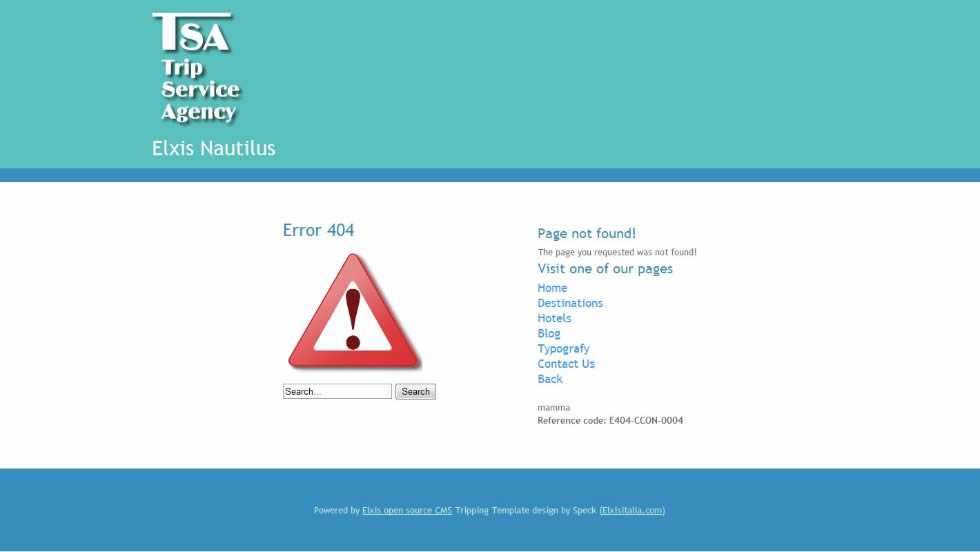 TSA
Trip
Service
Agency
Elxis Nautilus
Error 404
Search...
Search
Page not found!
The page you requested was not found!
Visit one of our pages
Home
Destinations
Hotels
Blog
Typografy
Contact Us
Back
mamma
Reference code: E404-CCON-0004
Powered by Elxis open source CMS Tripping Template design by Speck (Elxisitalia.com)